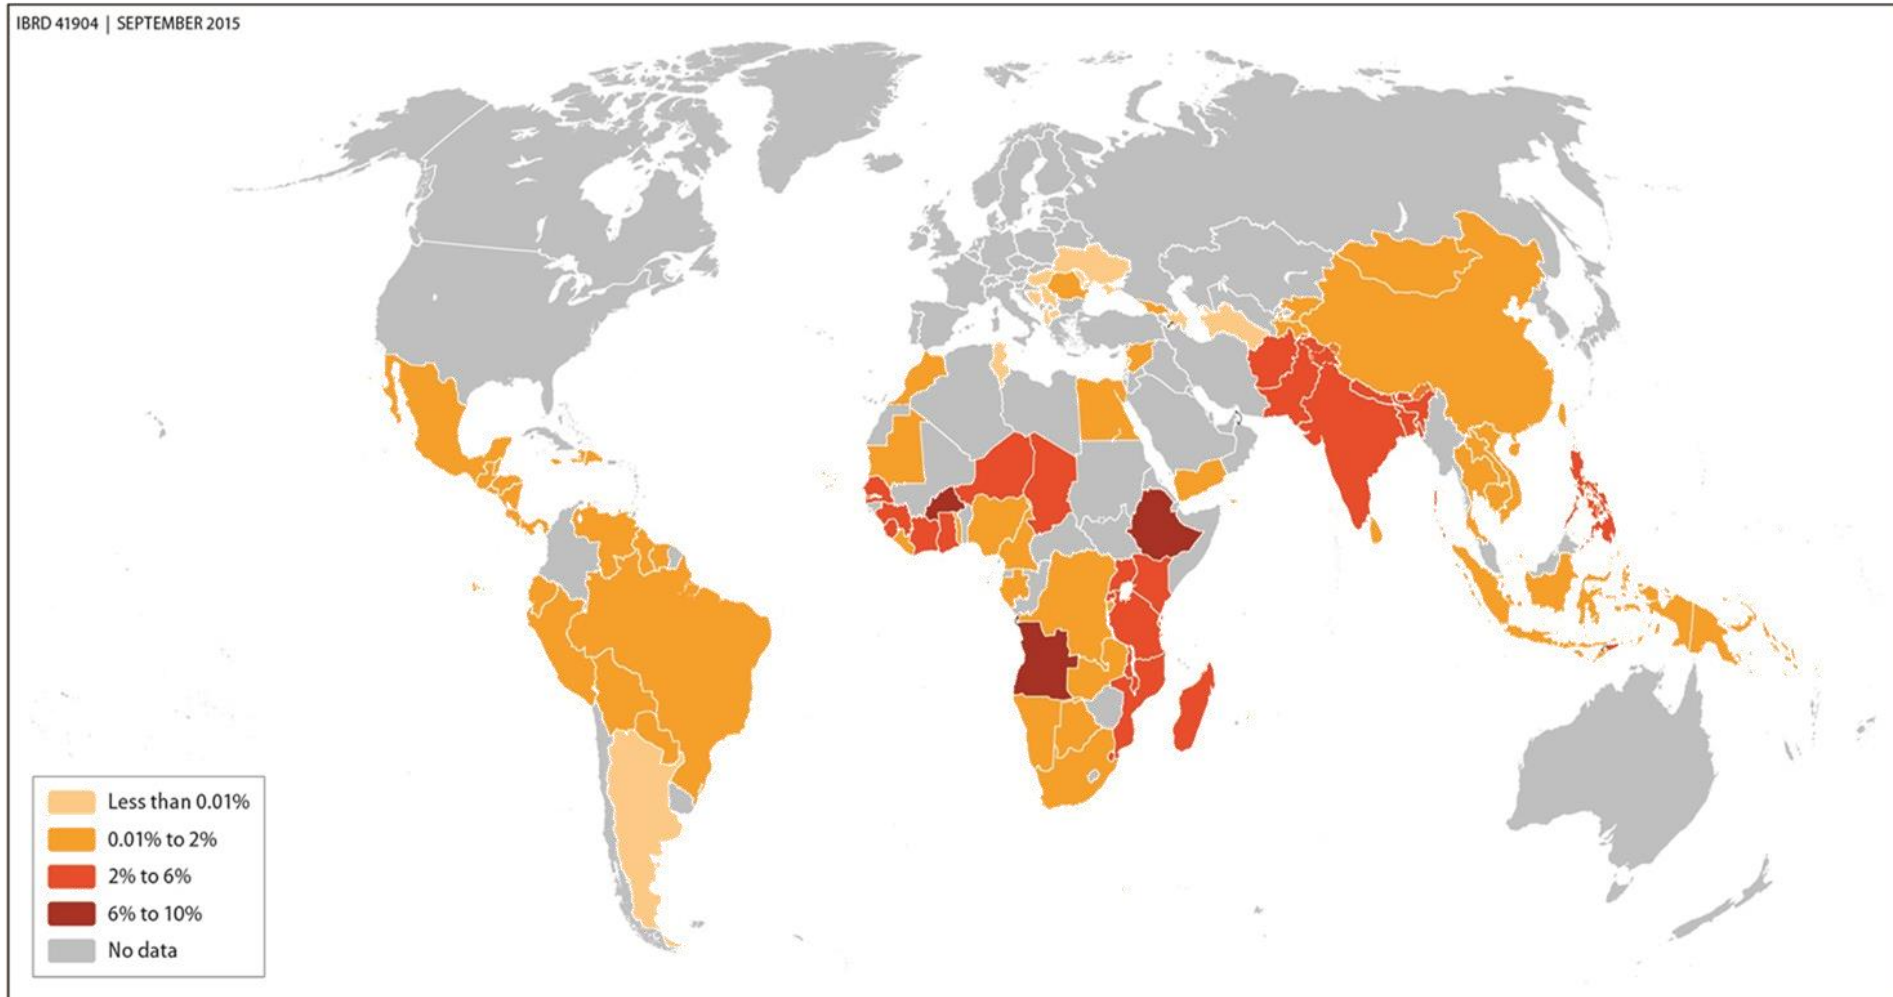 IBRD 41904 | SEPTEMBER 2015
Less than 0.01%
0.01% to 2%
2% to 6%
6% to 10%
No data